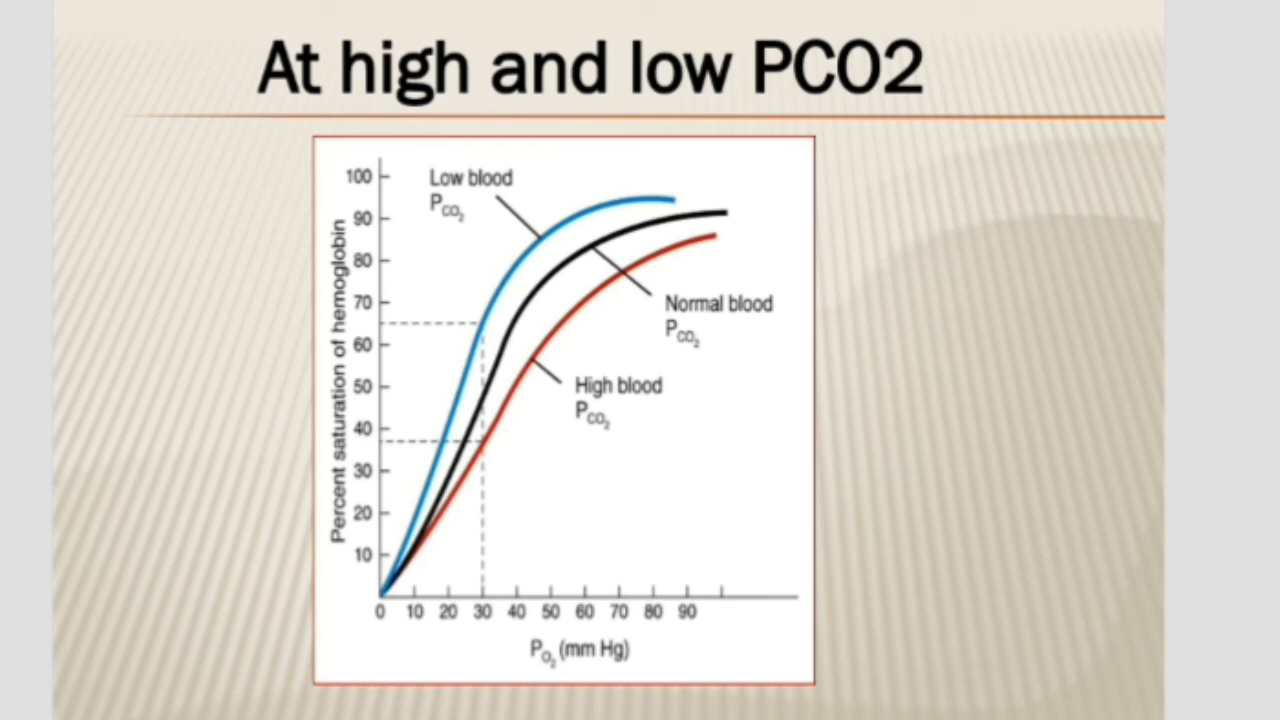 At high and low PCO2
Percent saturation of hemoglobin
100
90
80
70
60
50
40
30
20
10
Low blood
PCO2
Normal blood
PCO2
High blood
PCO2
0 10 20 30 40 50 60 70 80 90
PO2 (mm Hg)